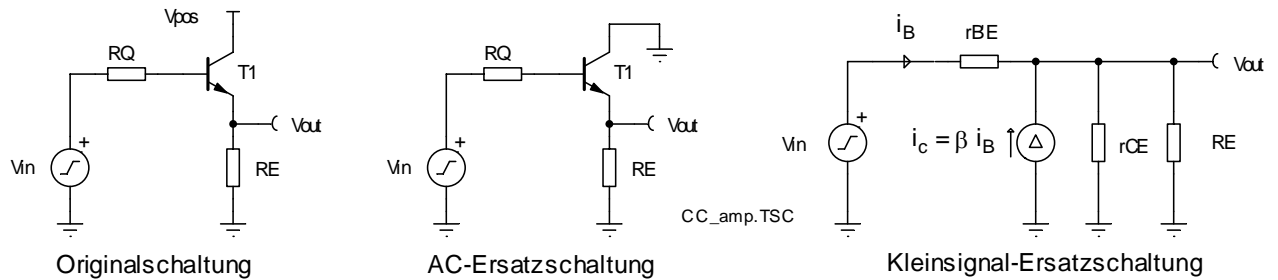 Vpos
RQ
T1
Vout
Vin
RE
Originalschaltung
RQ
T1
Vout
Vin
RE
AC-Ersatzschaltung
CC_amp.TSC
iB
rB'E
Vout
Vin
ic = β iB
rCE
RE
Kleinsignal-Ersatzschaltung